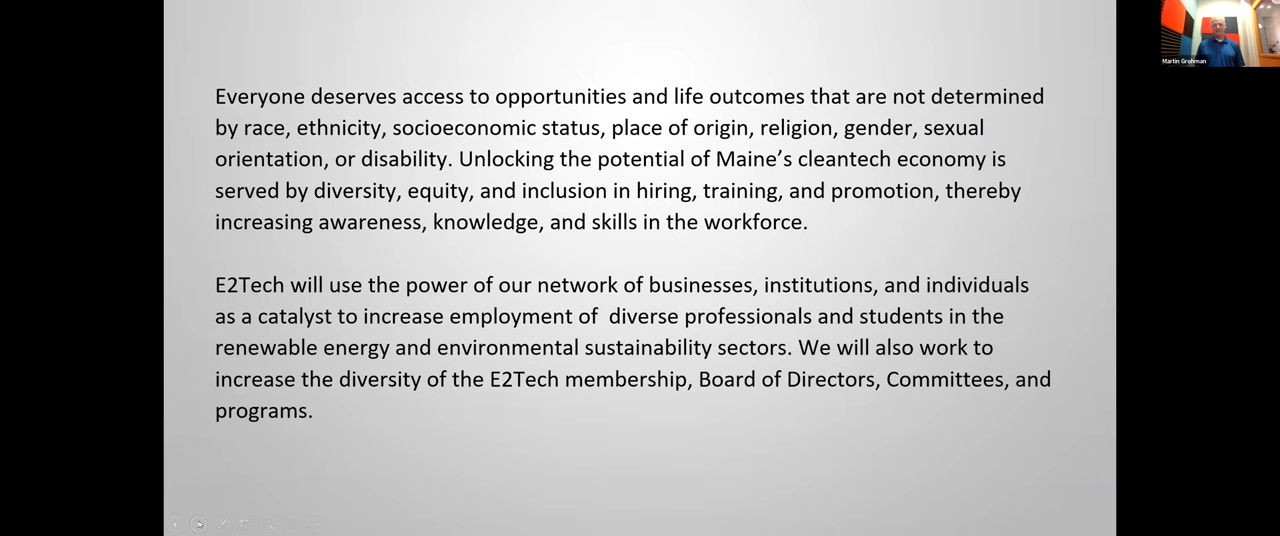 Everyone deserves access to opportunities and life outcomes that are not determined
by race, ethnicity, socioeconomic status, place of origin, religion, gender, sexual
orientation, or disability. Unlocking the potential of Maine’s cleantech economy is
served by diversity, equity, and inclusion in hiring, training, and promotion, thereby
increasing awareness, knowledge, and skills in the workforce.
E2Tech will use the power of our network of businesses, institutions, and individuals
as a catalyst to increase employment of  diverse professionals and students in the
renewable energy and environmental sustainability sectors. We will also work to
increase the diversity of the E2Tech membership, Board of Directors, Committees, and
programs.
Martin Grohman